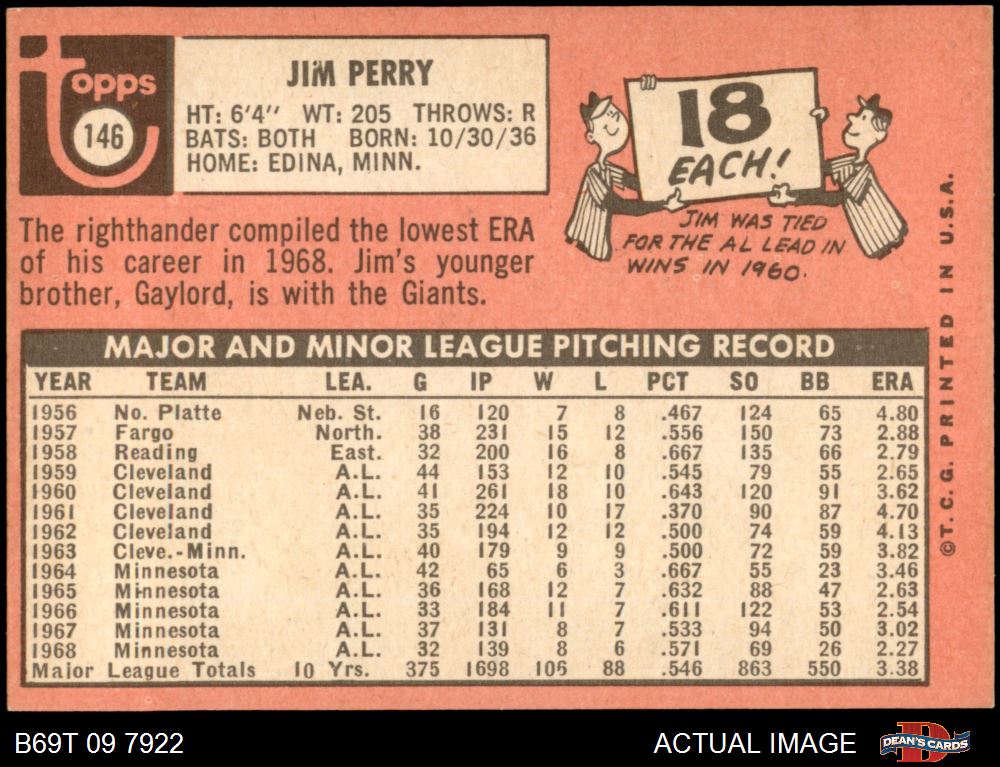 topps
146
JIM PERRY
HT: 6'4'' WT: 205 THROWS: R
BATS: BOTH BORN: 10/30/36
HOME: EDINA, MINN.
18
EACH!
JIM WAS TIED
FOR THE AL LEAD IN
WINS IN 1960.
The righthander compiled the lowest ERA
of his career in 1968. Jim's younger
brother, Gaylord, is with the Giants.
MAJOR AND MINOR LEAGUE PITCHING RECORD
YEAR TEAM LEA. G IP W L PCT SO BB ERA
1956 No. Platte Neb. St. 16 120 7 8 .467 124 65 4.80
1957 Fargo North. 38 231 15 12 .556 150 73 2.88
1958 Reading East. 32 200 16 8 .667 135 66 2.79
1959 Cleveland A.L. 44 153 12 10 .545 79 55 2.65
1960 Cleveland A.L. 41 261 18 10 .643 120 91 3.62
1961 Cleveland A.L. 35 224 10 17 .370 90 87 4.70
1962 Cleveland A.L. 35 194 12 12 .500 74 59 4.13
1963 Cleve.-Minn. A.L. 40 179 9 9 .500 72 59 3.82
1964 Minnesota A.L. 42 65 6 3 .667 55 23 3.46
1965 Minnesota A.L. 36 168 12 7 .632 88 47 2.63
1966 Minnesota A.L. 33 184 11 7 .611 122 53 2.54
1967 Minnesota A.L. 37 131 8 7 .533 94 50 3.02
1968 Minnesota A.L. 32 139 8 6 .571 69 26 2.27
Major League Totals 10 Yrs. 375 1698 106 88 .546 863 550 3.38
©T. C. G. PRINTED IN U.S.A.
B69T 09 7922
ACTUAL IMAGE
DEAN'S CARDS